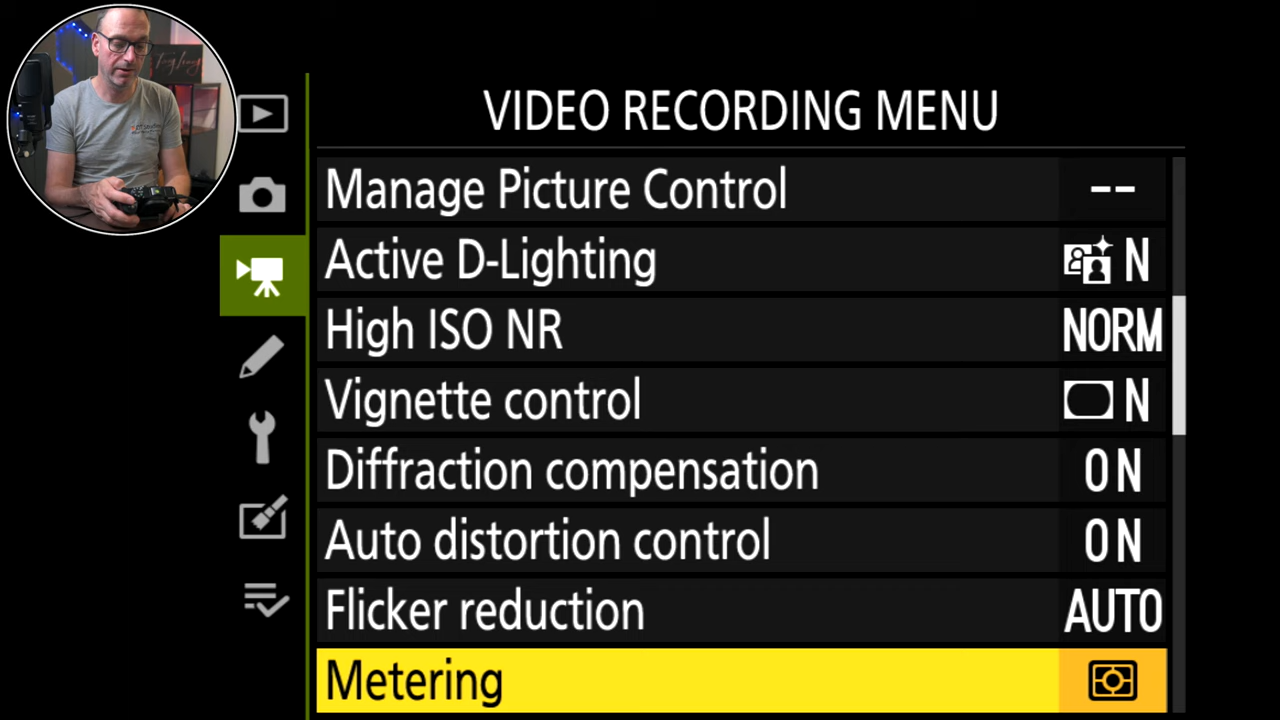 VIDEO RECORDING MENU
Manage Picture Control --
Active D-Lighting N
High ISO NR NORM
Vignette control N
Diffraction compensation ON
Auto distortion control ON
Flicker reduction AUTO
Metering